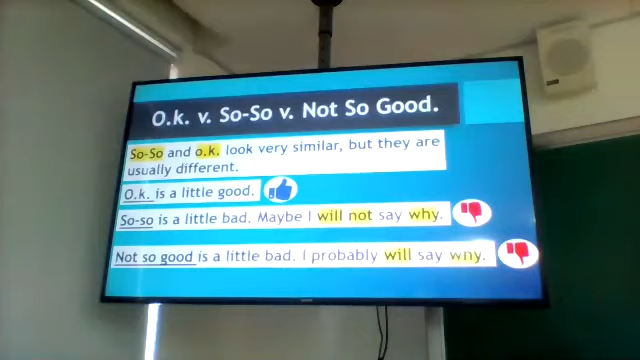 O.k. v. So-So v. Not So Good.
So-So and o.k. look very similar, but they are
usually different.
O.k. is a little good.
So-so is a little bad. Maybe I will not say why.
Not so good is a little bad. I probably will say why.